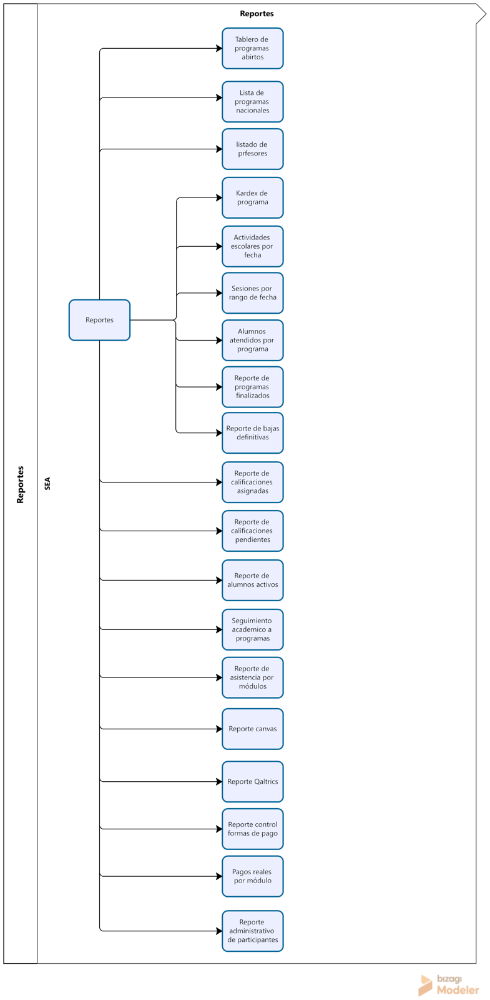 Reportes
Tablero de
programas
abirtos
Lista de
programas
nacionales
listado de
prfesores
Kardex de
programa
Actividades
escolares por
fecha
Sesiones por
rango de fecha
Reportes
Alumnos
atendidos por
programa
Reporte de
programas
finalizados
Reporte de bajas
definitivas
Reportes
SEA
Reporte de
calificaciones
asignadas
Reporte de
calificaciones
pendientes
Reporte de
alumnos activos
Seguimiento
academico a
programas
Reporte de
asistencia por
módulos
Reporte canvas
Reporte Qaltrics
Reporte control
formas de pago
Pagos reales
por módulo
Reporte
administrativo
de participantes
bizagi
Modeler